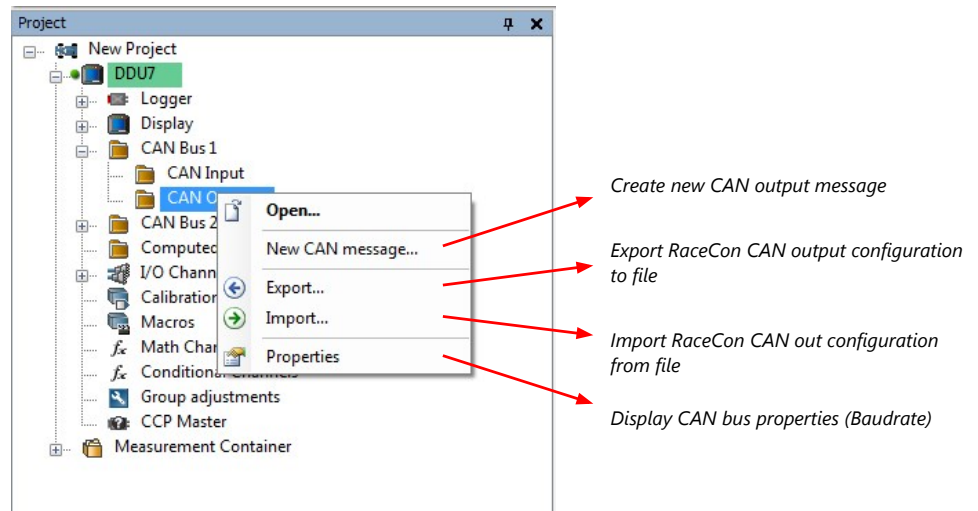 Project
New Project
DDU7
Logger
Display
CAN Bus 1
CAN Input
CAN O
Open...
CAN Bus 2
New CAN message...
Computed
I/O Chann
Export...
Calibration
Import...
Macros
Math Char
Properties
Conditional Channels
Group adjustments
CCP Master
Measurement Container
Create new CAN output message
Export RaceCon CAN output configuration
to file
Import RaceCon CAN out configuration
from file
Display CAN bus properties (Baudrate)